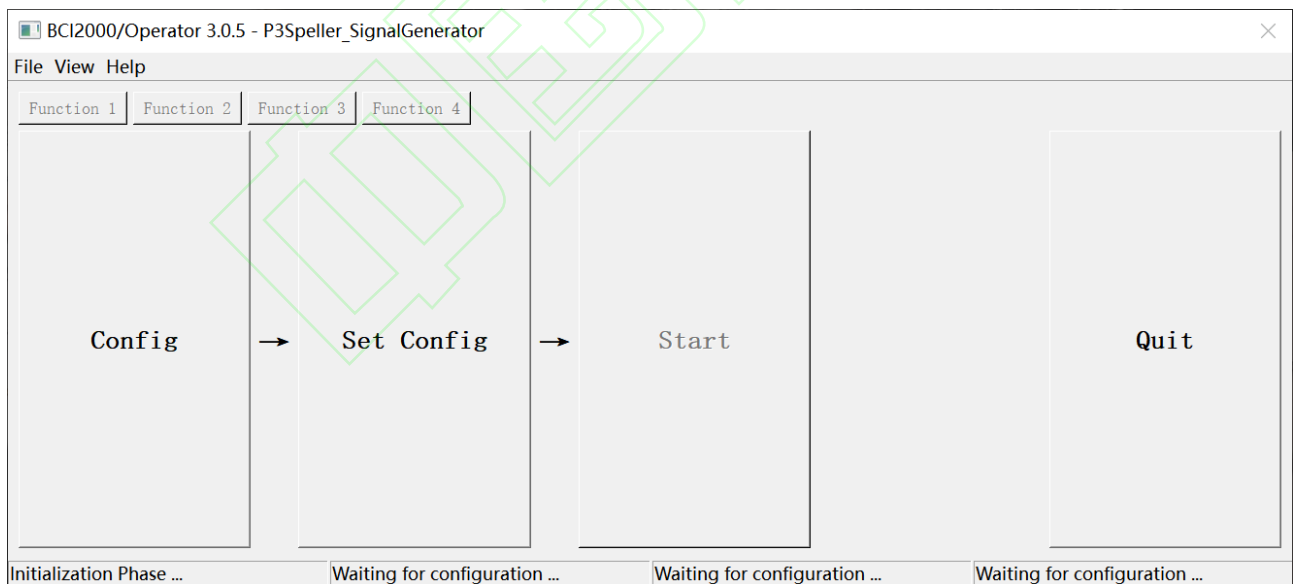 BCI2000/Operator 3.0.5 - P3Speller_SignalGenerator
File View Help
Function 1 Function 2 Function 3 Function 4
Config → Set Config → Start Quit
Initialization Phase ... Waiting for configuration ... Waiting for configuration ... Waiting for configuration ...